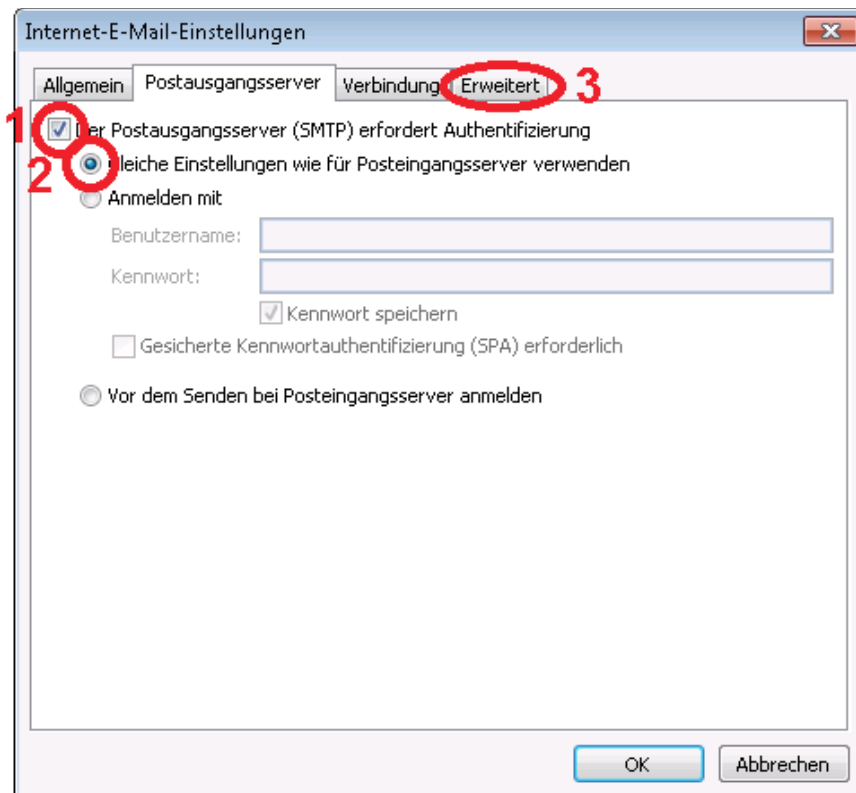 Internet-E-Mail-Einstellungen
Allgemein Postausgangsserver Verbindung Erweitert 3
1 Der Postausgangsserver (SMTP) erfordert Authentifizierung
2 Gleiche Einstellungen wie für Posteingangsserver verwenden
Anmelden mit
Benutzername:
Kennwort:
Kennwort speichern
Gesicherte Kennwortauthentifizierung (SPA) erforderlich
Vor dem Senden bei Posteingangsserver anmelden
OK Abbrechen